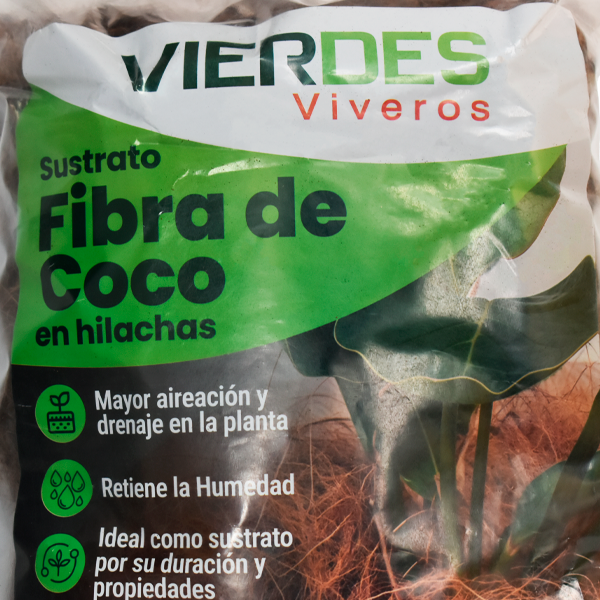 VIERDES
Viveros
Sustrato
Fibra de
Coco
en hilachas
Mayor aireación y
drenaje en la planta
Retiene la Humedad
Ideal como sustrato
por su duración y
propiedades